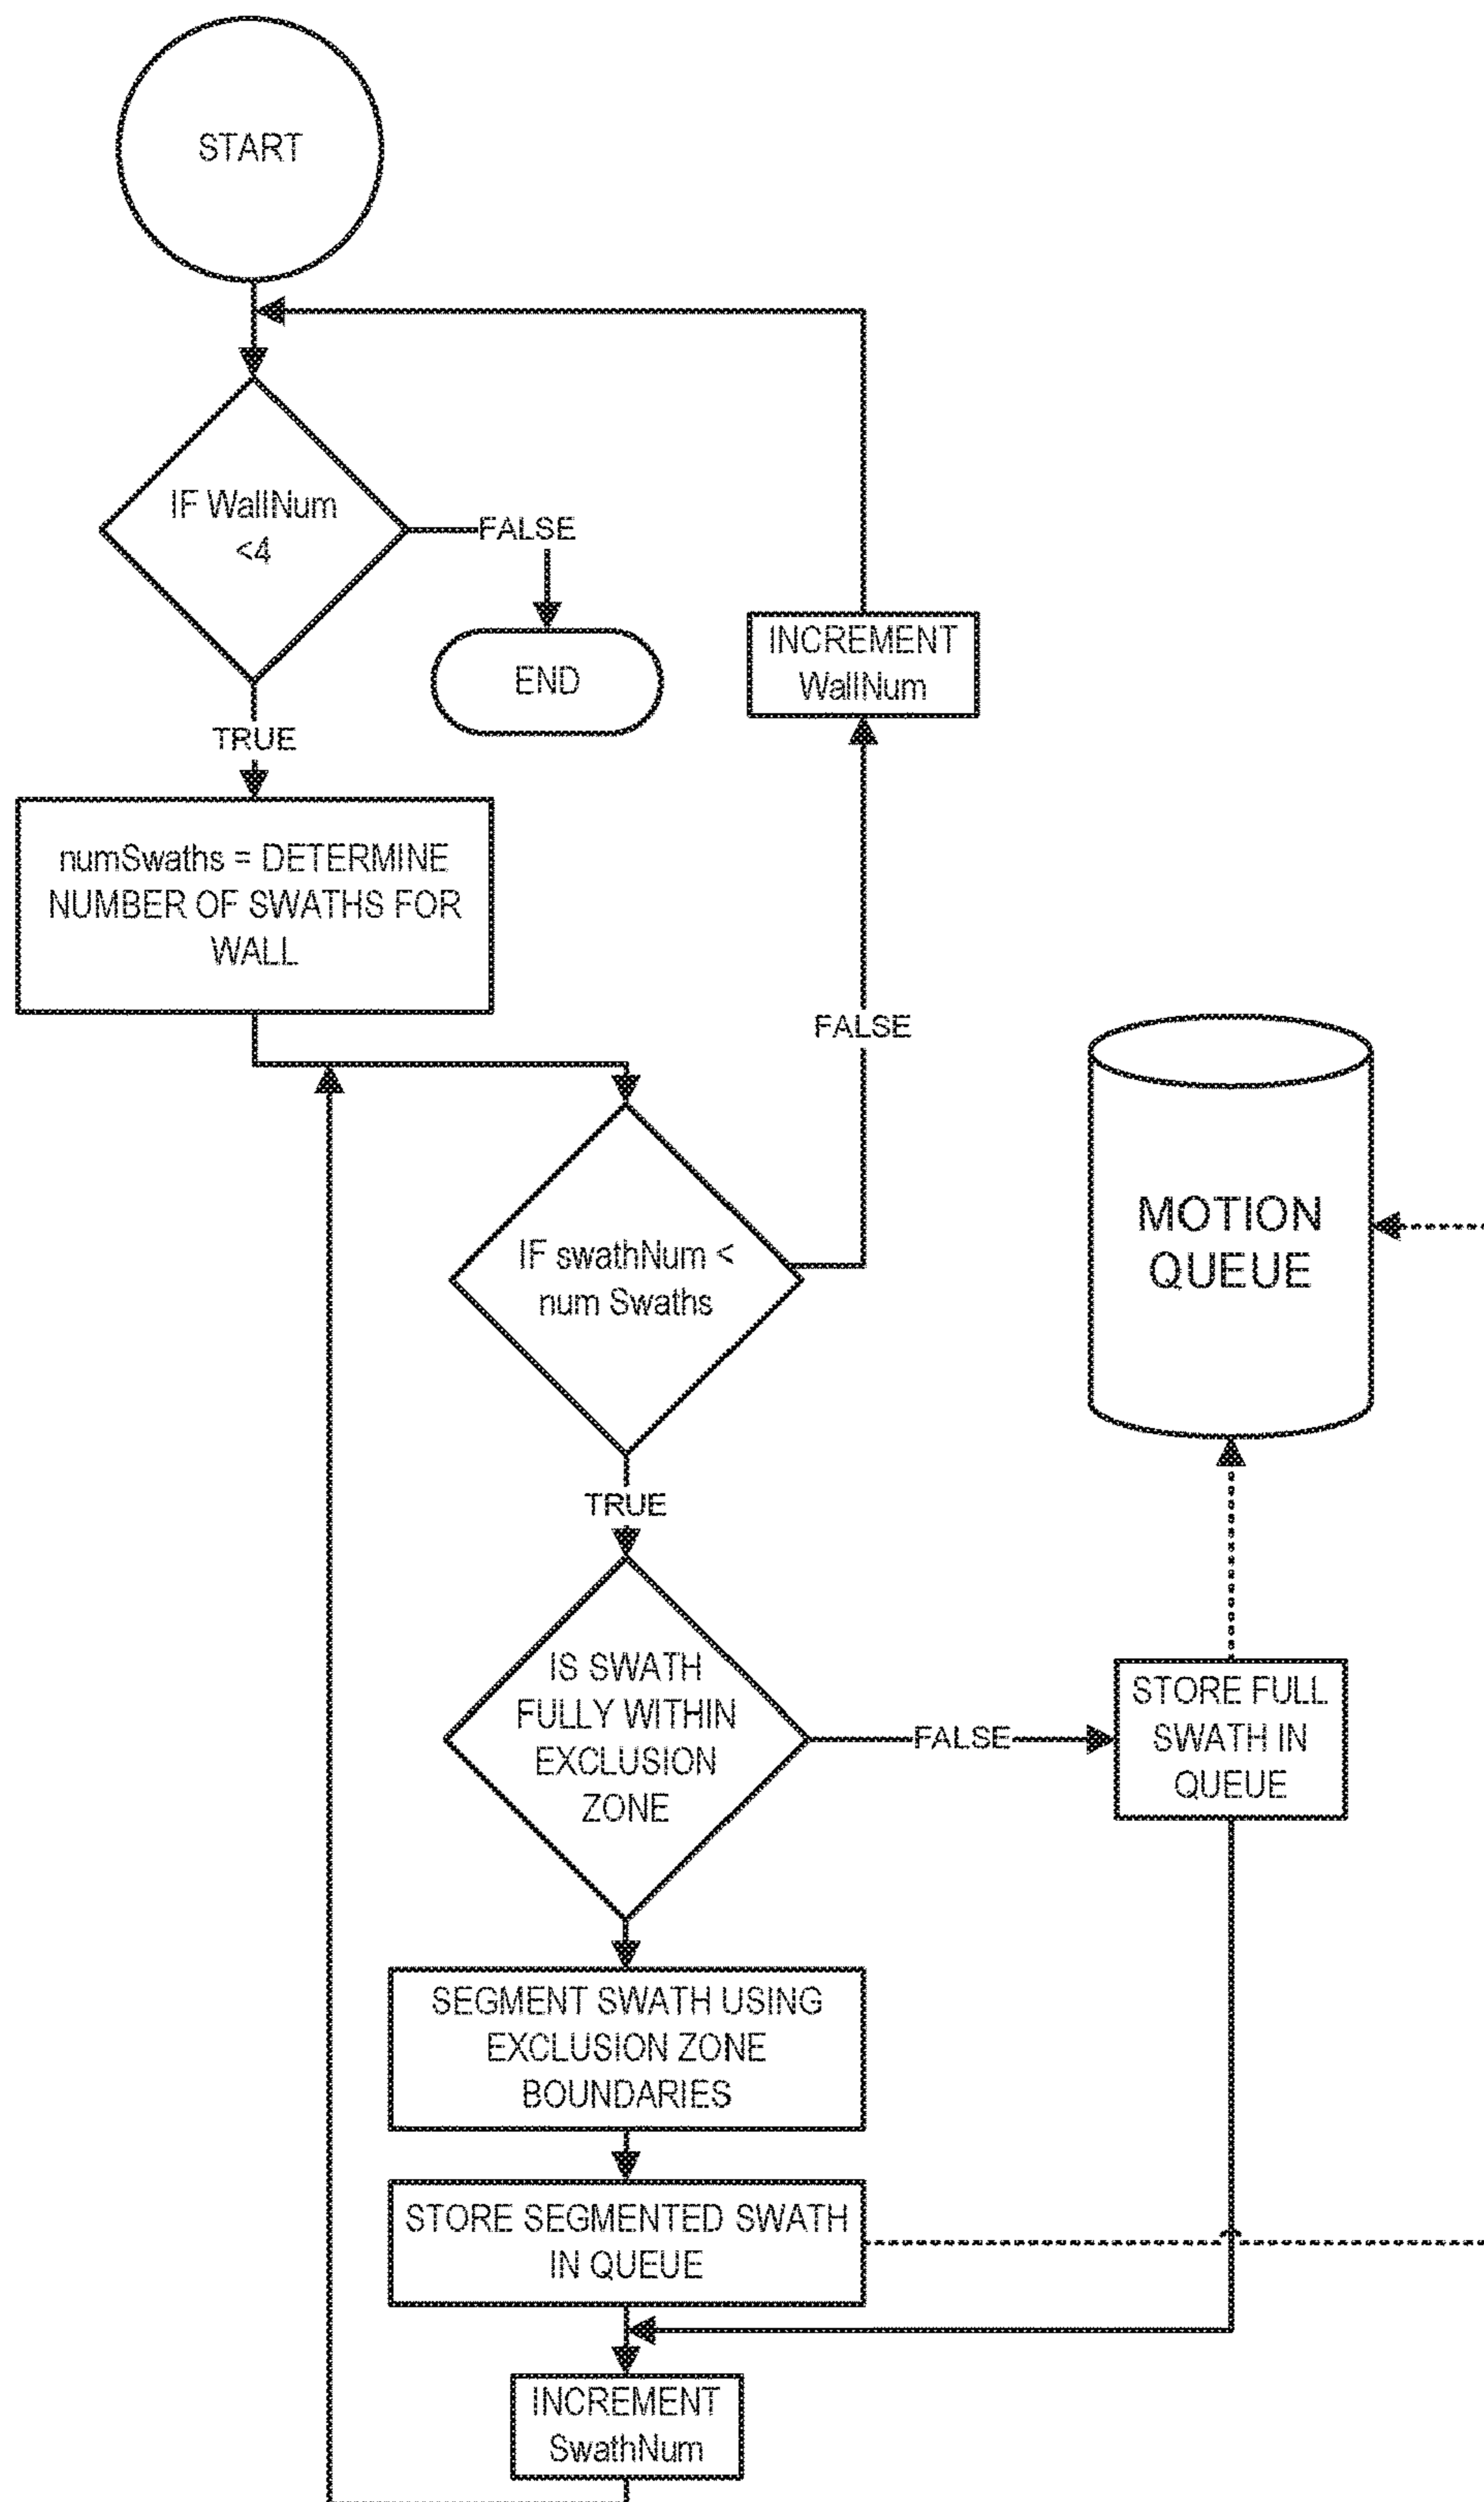 START
IF WallNum
<4
FALSE
END
INCREMENT
WallNum
TRUE
numSwaths = DETERMINE
NUMBER OF SWATHS FOR
WALL
FALSE
IF swathNum <
num Swaths
MOTION
QUEUE
TRUE
IS SWATH
FULLY WITHIN
EXCLUSION
ZONE
FALSE
STORE FULL
SWATH IN
QUEUE
SEGMENT SWATH USING
EXCLUSION ZONE
BOUNDARIES
STORE SEGMENTED SWATH
IN QUEUE
INCREMENT
SwathNum